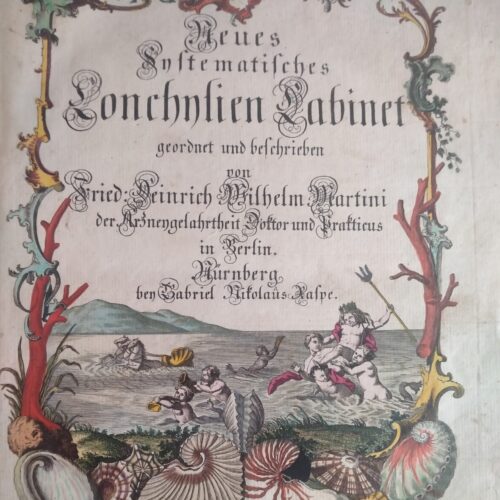 Neues
Systematisches
Conchylien Cabinet
geordnet und beschrieben
von
Fried: Heinrich Wilhelm Martini
der Arzneygelahrtheit Doktor und Prakticus
in Berlin.
Nürnberg
bey Gabriel Nikolaus Raspe.